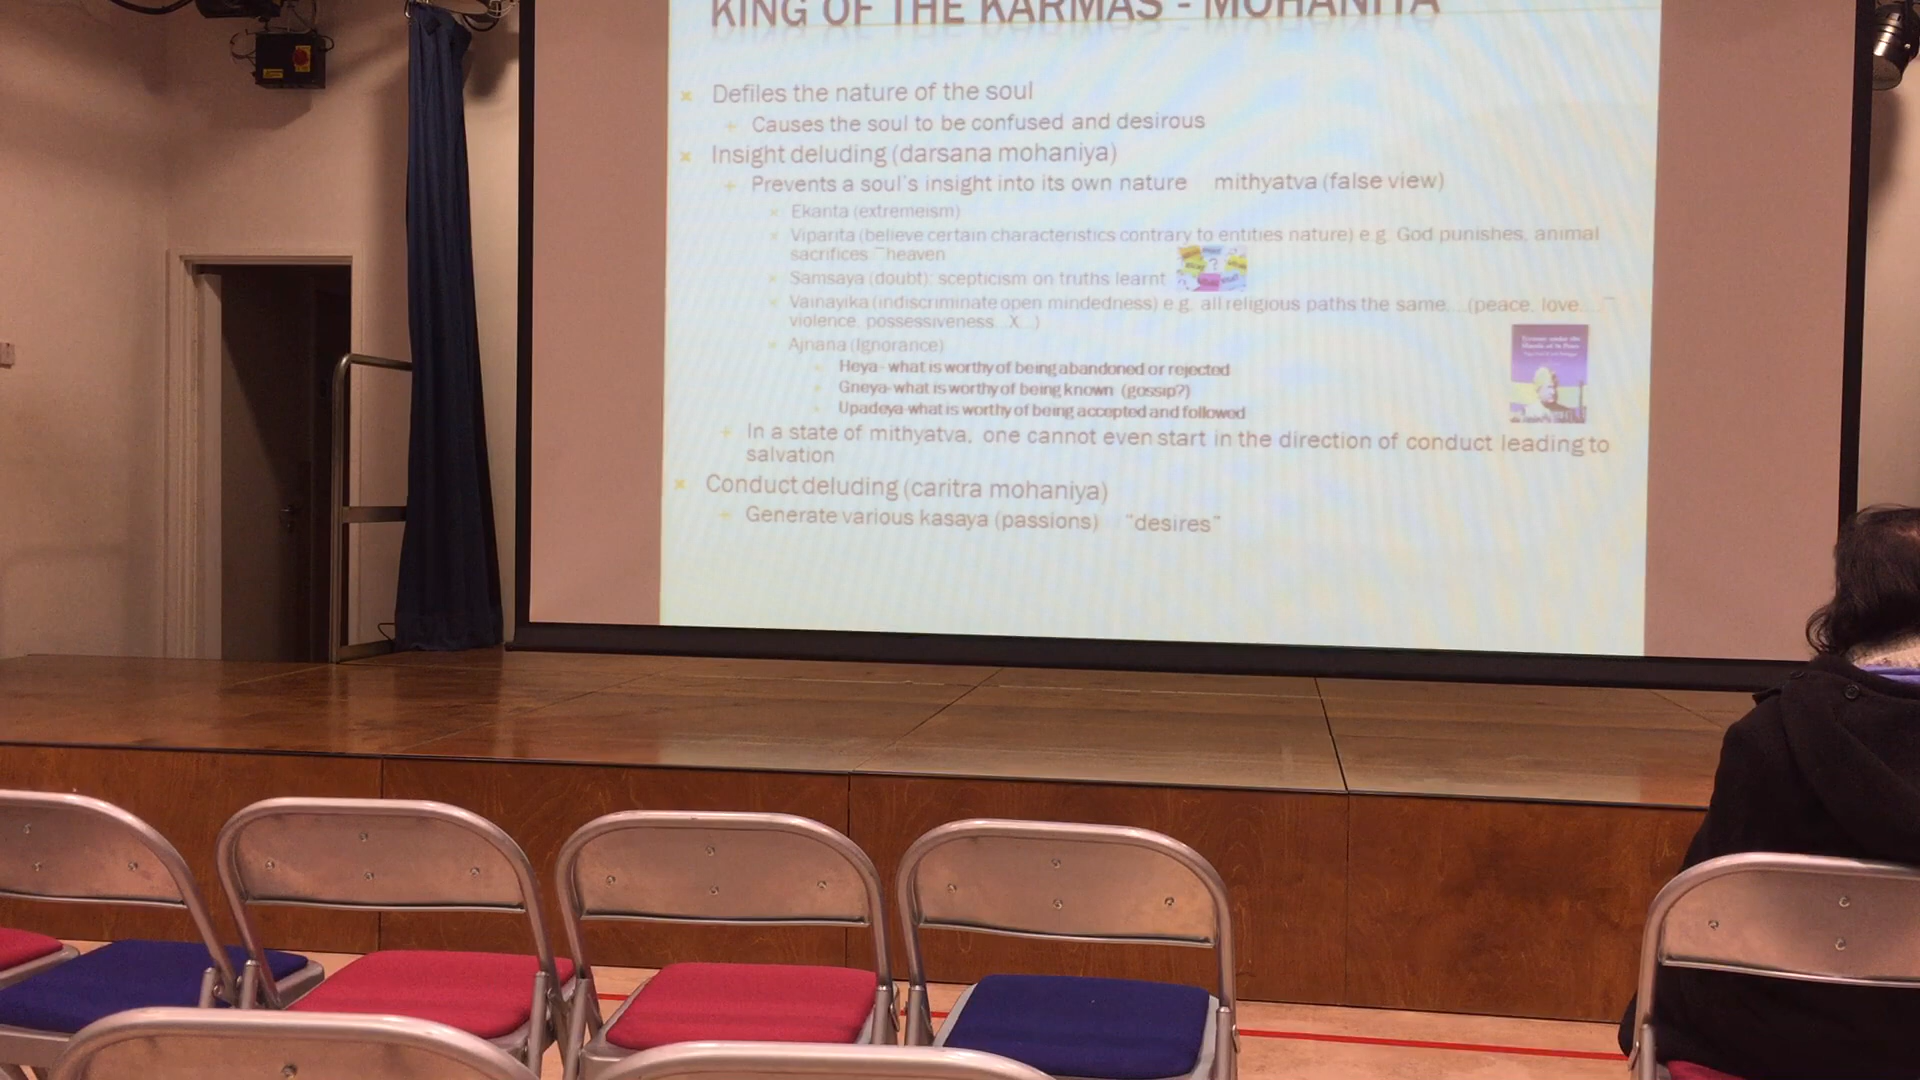 KING OF THE KARMAS - MOHANIYA
Defiles the nature of the soul
Causes the soul to be confused and desirous
Insight deluding (darsana mohaniya)
Prevents a soul's insight into its own nature mithyatva (false view)
Ekanta (extremeism)
Viparita (believe certain characteristics contrary to entities nature) e.g. God punishes, animal
sacrifices heaven
Samsaya (doubt): scepticism on truths learnt
Vainayika (indiscriminate open mindedness) e.g. all religious paths the same....(peace, love...
violence, possessiveness...X...)
Ajnana (Ignorance)
Heya- what is worthy of being abandoned or rejected
Gneya- what is worthy of being known (gossip?)
Upadeya-what is worthy of being accepted and followed
In a state of mithyatva, one cannot even start in the direction of conduct leading to
salvation
Conduct deluding (caritra mohaniya)
Generate various kasaya (passions) "desires"